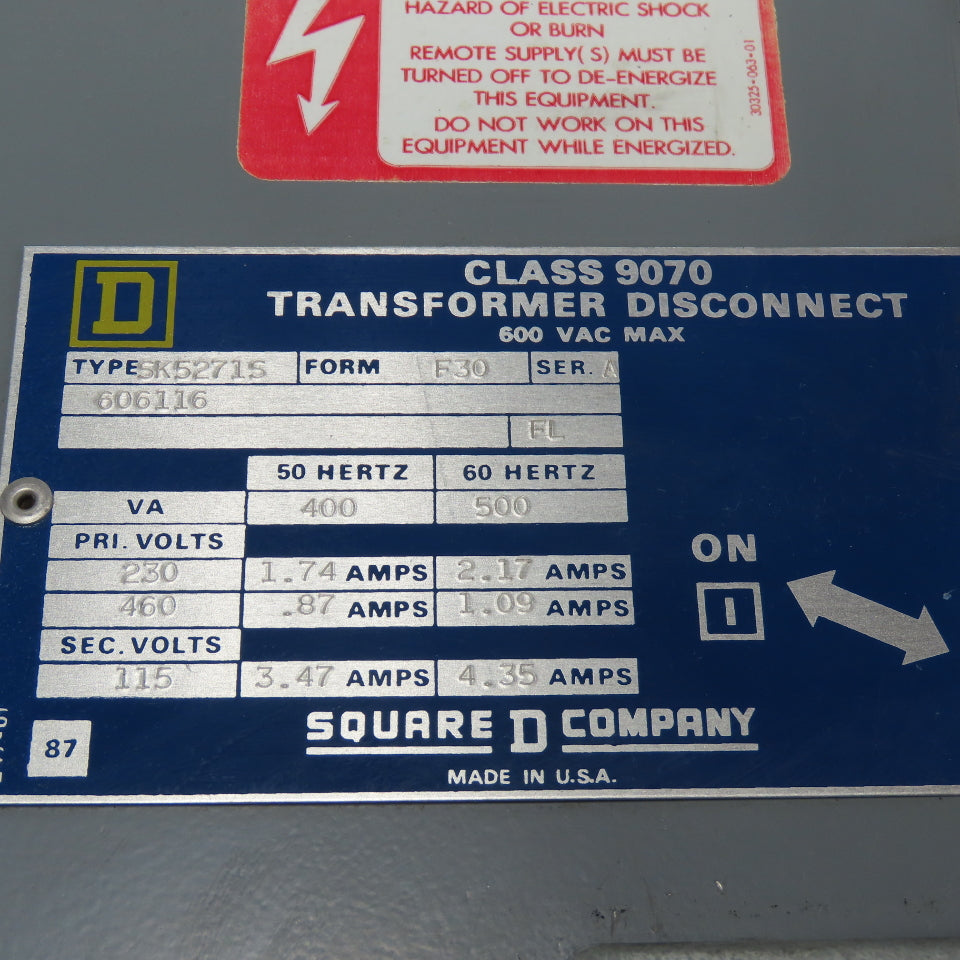 HAZARD OF ELECTRIC SHOCK
OR BURN
REMOTE SUPPLY(S) MUST BE
TURNED OFF TO DE-ENERGIZE
THIS EQUIPMENT.
DO NOT WORK ON THIS
EQUIPMENT WHILE ENERGIZED.
30325-063-01
D
CLASS 9070
TRANSFORMER DISCONNECT
600 VAC MAX
TYPE SK5271S FORM F30 SER. A
606116
FL
50 HERTZ 60 HERTZ
VA 400 500
PRI. VOLTS
230 1.74 AMPS 2.17 AMPS
460 .87 AMPS 1.09 AMPS
SEC. VOLTS
115 3.47 AMPS 4.35 AMPS
ON
I
87
SQUARE D COMPANY
MADE IN U.S.A.